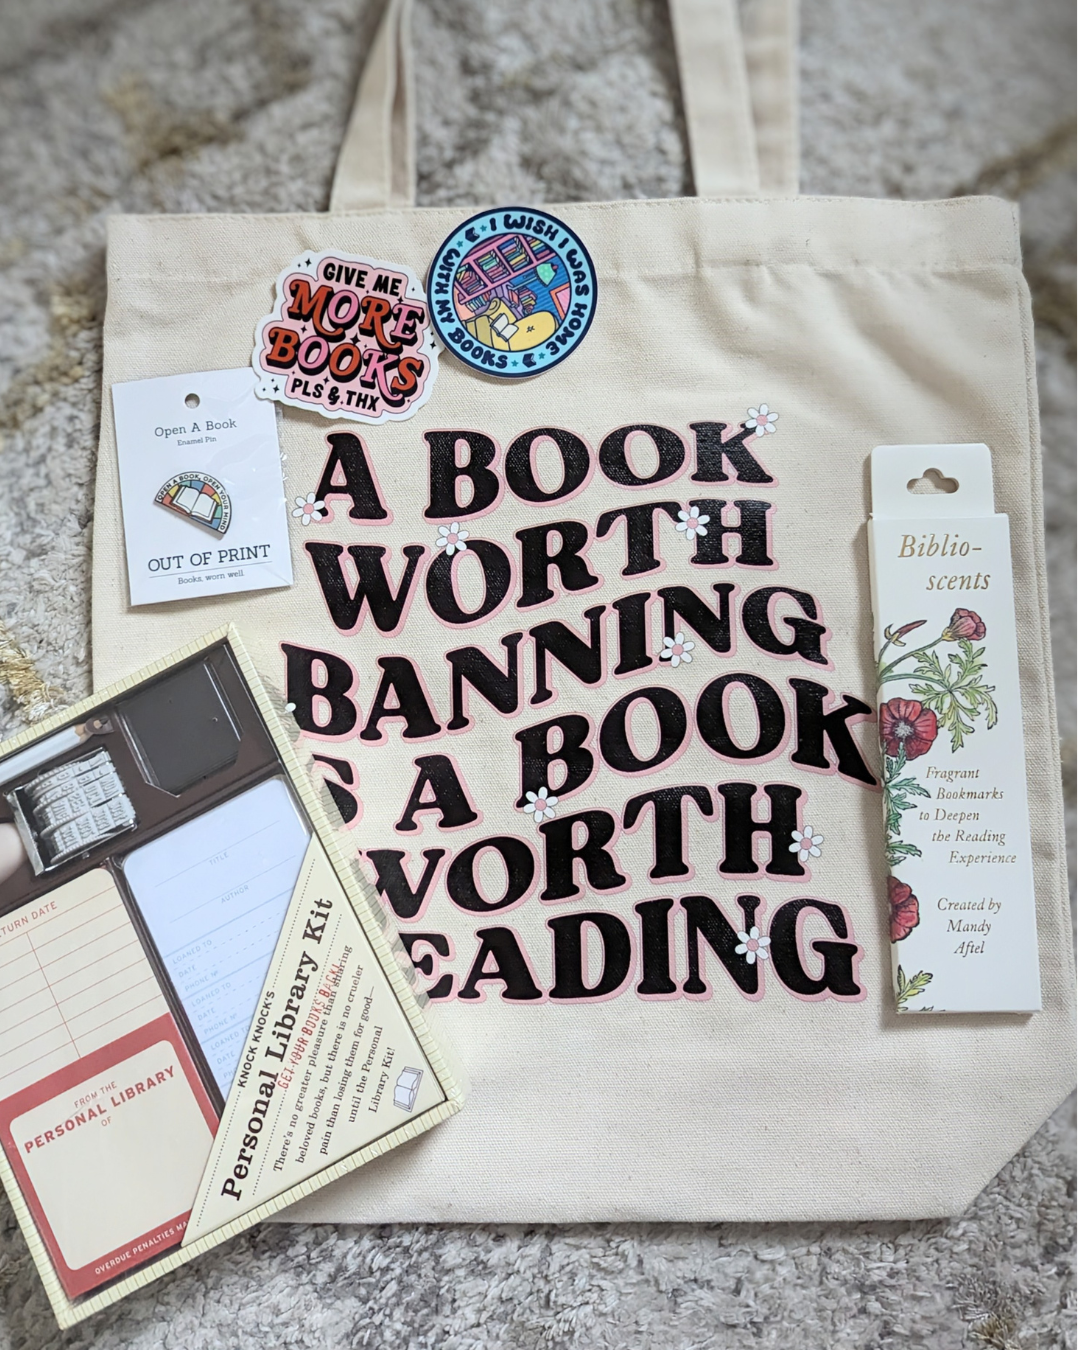 I WISH I WAS HOME
WITH MY BOOKS
GIVE ME
MORE
BOOKS
PLS & THX
Open A Book
Enamel Pin
OPEN A BOOK, OPEN YOUR MIND
OUT OF PRINT
Books, worn well.
A BOOK
WORTH
BANNING
S A BOOK
WORTH
EADING
Biblio-
scents
Fragrant
Bookmarks
to Deepen
the Reading
Experience
Created by
Mandy
Aftel
TITLE
AUTHOR
LOANED TO
DATE
PHONE Nº
LOANED TO
DATE
PHONE Nº
LOANED TO
DATE
TURN DATE
FROM THE
PERSONAL LIBRARY
OF
OVERDUE PENALTIES MA
KNOCK KNOCK'S
Personal Library Kit
GET YOUR BOOKS BACK!
There's no greater pleasure than sharing
beloved books, but there is no crueler
pain than losing them for good—
until the Personal
Library Kit!